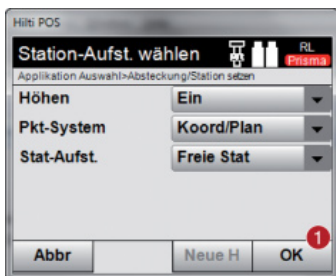 Hilti POS
Station-Aufst. wählen RL
Prisma
Applikation Auswahl>Absteckung/Station setzen
Höhen Ein
Pkt-System Koord/Plan
Stat-Aufst. Freie Stat
1
Abbr Neue H OK